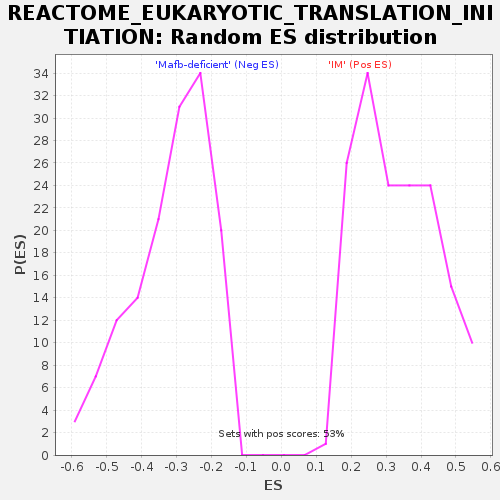 REACTOME_EUKARYOTIC_TRANSLATION_INI
TIATION: Random ES distribution
'Mafb-deficient' (Neg ES) 'IM' (Pos ES)
34
32
30
28
26
24
22
20
18
16
14
12
10
8
6
4
2
0
P(ES)
Sets with pos scores: 53%
-0.6 -0.5 -0.4 -0.3 -0.2 -0.1 0.0 0.1 0.2 0.3 0.4 0.5 0.6
ES